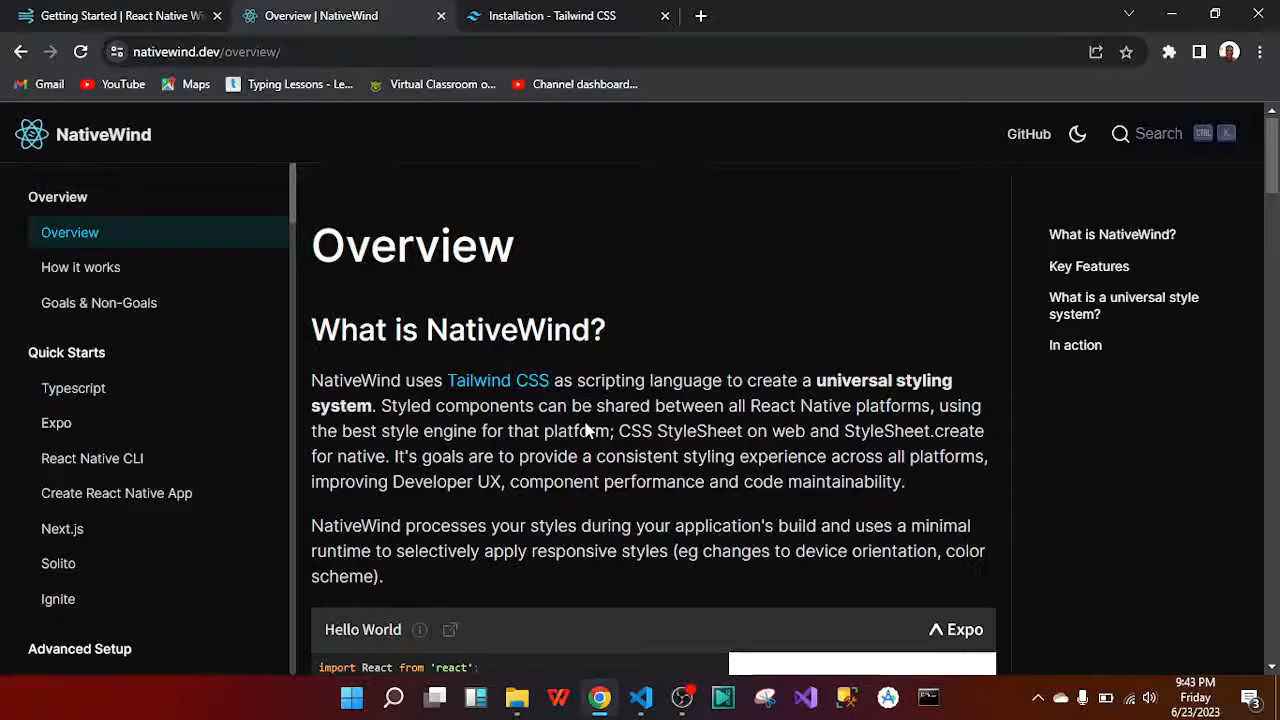 Getting Started | React Native Wi
Overview | NativeWind
Installation - Tailwind CSS
nativewind.dev/overview/
Gmail
YouTube
Maps
Typing Lessons - Le...
Virtual Classroom o...
Channel dashboard...
NativeWind
GitHub
Search
CTRL
K
Overview
Overview
How it works
Goals & Non-Goals
Quick Starts
Typescript
Expo
React Native CLI
Create React Native App
Next.js
Solito
Ignite
Advanced Setup
Overview
What is NativeWind?
NativeWind uses Tailwind CSS as scripting language to create a universal styling
system. Styled components can be shared between all React Native platforms, using
the best style engine for that platform; CSS StyleSheet on web and StyleSheet.create
for native. It's goals are to provide a consistent styling experience across all platforms,
improving Developer UX, component performance and code maintainability.
NativeWind processes your styles during your application's build and uses a minimal
runtime to selectively apply responsive styles (eg changes to device orientation, color
scheme).
Hello World
Expo
import React from 'react';
What is NativeWind?
Key Features
What is a universal style
system?
In action
9:43 PM
Friday
6/23/2023
3